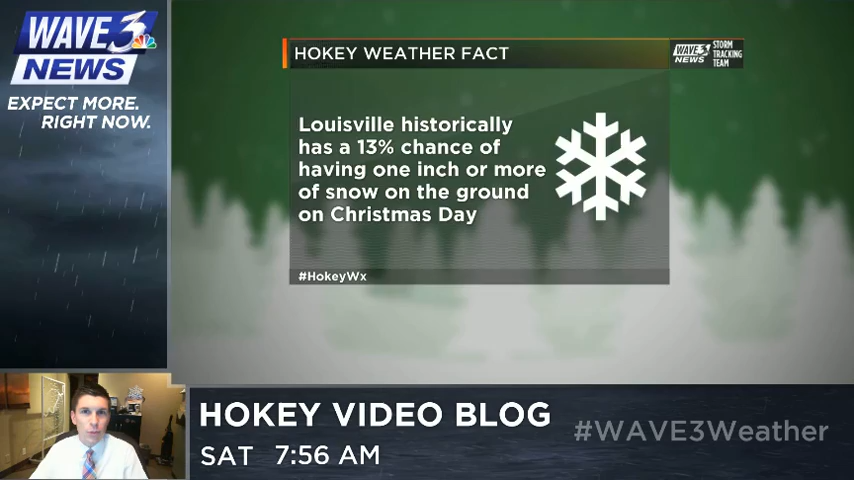 WAVE 3
NEWS
EXPECT MORE.
RIGHT NOW.
HOKEY WEATHER FACT
WAVE 3
NEWS
STORM
TRACKING
TEAM
Louisville historically
has a 13% chance of
having one inch or more
of snow on the ground
on Christmas Day
#HokeyWx
HOKEY VIDEO BLOG
SAT 7:56 AM
#WAVE3Weather